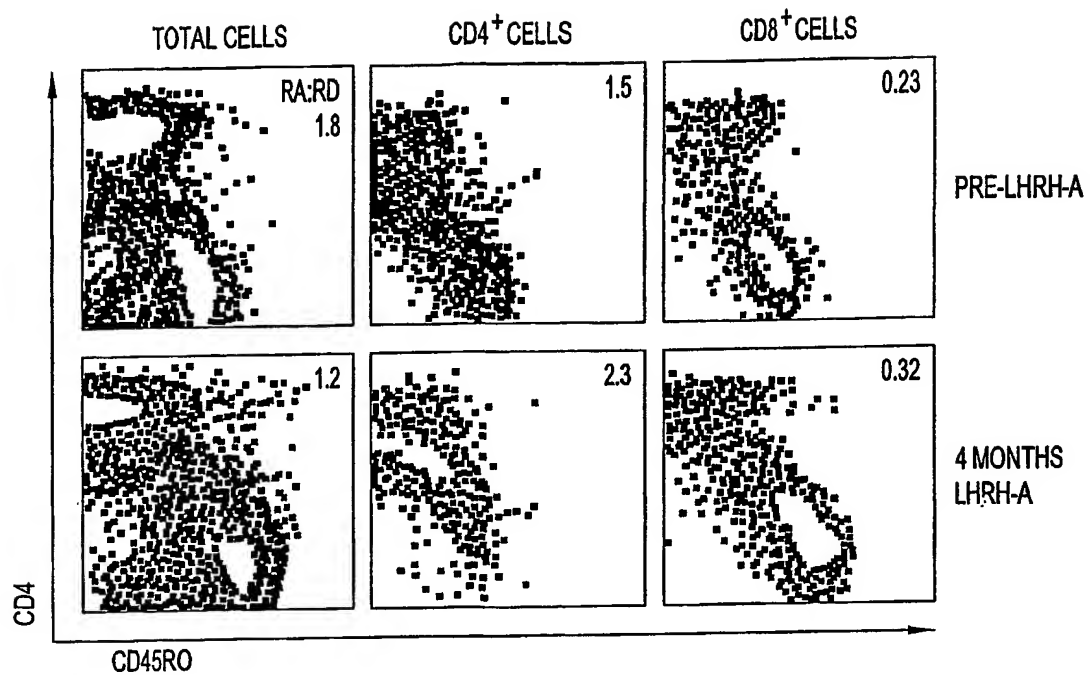 TOTAL CELLS
CD4+ CELLS
CD8+ CELLS
RA:RD
1.8
1.5
0.23
PRE-LHRH-A
1.2
2.3
0.32
4 MONTHS
LHRH-A
CD4
CD45RO